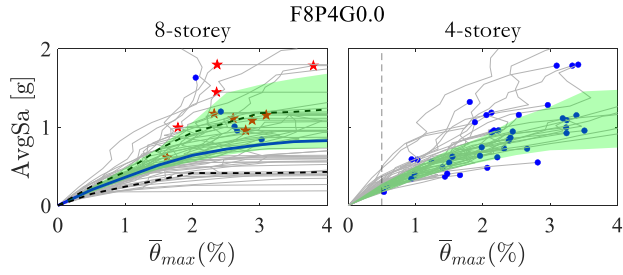 F8P4G0.0
8-storey 4-storey
2
1
0
AvgSa [g]
0 1 2 3 4 0 1 2 3 4
θ̅max(%) θ̅max(%)